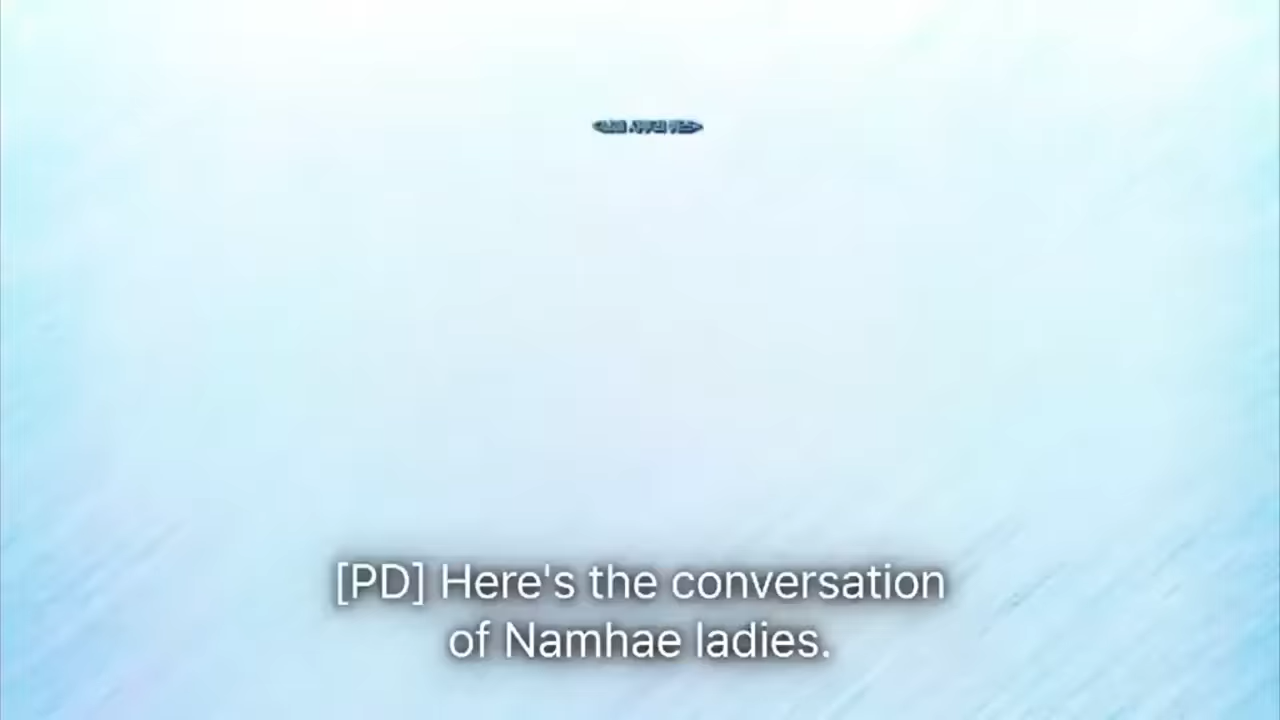 [PD] Here's the conversation
of Namhae ladies.